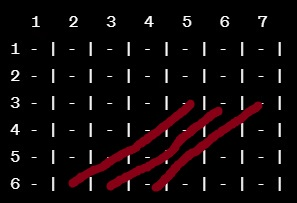 1 2 3 4 5 6 7
1 - | - | - | - | - | - | - |
2 - | - | - | - | - | - | - |
3 - | - | - | - | - | - | - |
4 - | - | - | - | - | - | - |
5 - | - | - | - | - | - | - |
6 - | - | - | - | - | - | - |